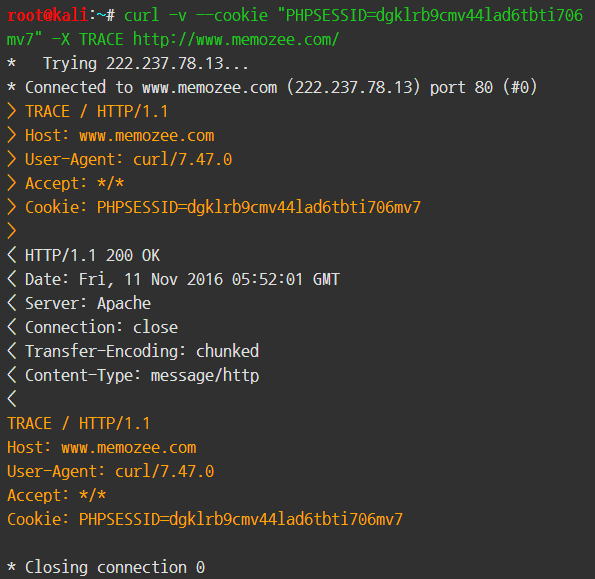 root@kali:~# curl -v --cookie "PHPSESSID=dgklrb9cmv44lad6tbti706
mv7" -X TRACE http://www.memozee.com/
*   Trying 222.237.78.13...
* Connected to www.memozee.com (222.237.78.13) port 80 (#0)
> TRACE / HTTP/1.1
> Host: www.memozee.com
> User-Agent: curl/7.47.0
> Accept: */*
> Cookie: PHPSESSID=dgklrb9cmv44lad6tbti706mv7
>
< HTTP/1.1 200 OK
< Date: Fri, 11 Nov 2016 05:52:01 GMT
< Server: Apache
< Connection: close
< Transfer-Encoding: chunked
< Content-Type: message/http
<
TRACE / HTTP/1.1
Host: www.memozee.com
User-Agent: curl/7.47.0
Accept: */*
Cookie: PHPSESSID=dgklrb9cmv44lad6tbti706mv7
* Closing connection 0